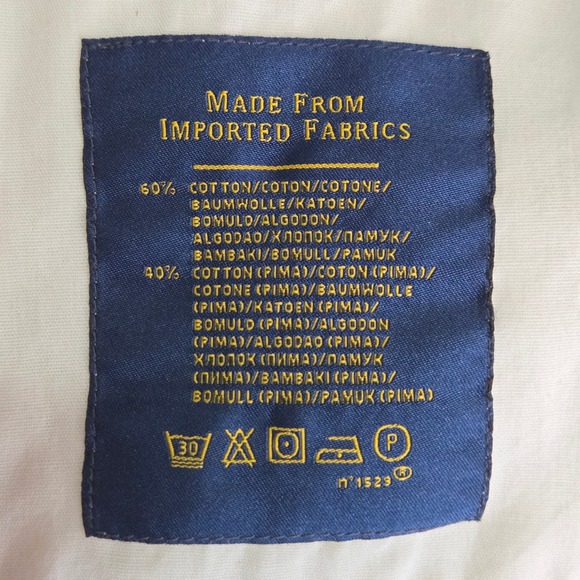 MADE FROM
IMPORTED FABRICS
60% COTTON/COTON/COTONE/
BAUMWOLLE/KATOEN/
BOMULD/ALGODON/
ALGODAO/ХЛОПОК/ПАМУК/
BAMBAKI/BOMULL/PAMUK
40% COTTON (PIMA)/COTON (PIMA)/
COTONE (PIMA)/BAUMWOLLE
(PIMA)/KATOEN (PIMA)/
BOMULD (PIMA)/ALGODON
(PIMA)/ALGODAO (PIMA)/
ХЛОПОК (ПИМА)/ПАМУК
(ПИМА)/BAMBAKI (PIMA)/
BOMULL (PIMA)/PAMUK (PIMA)
30 P
n°1529 ®